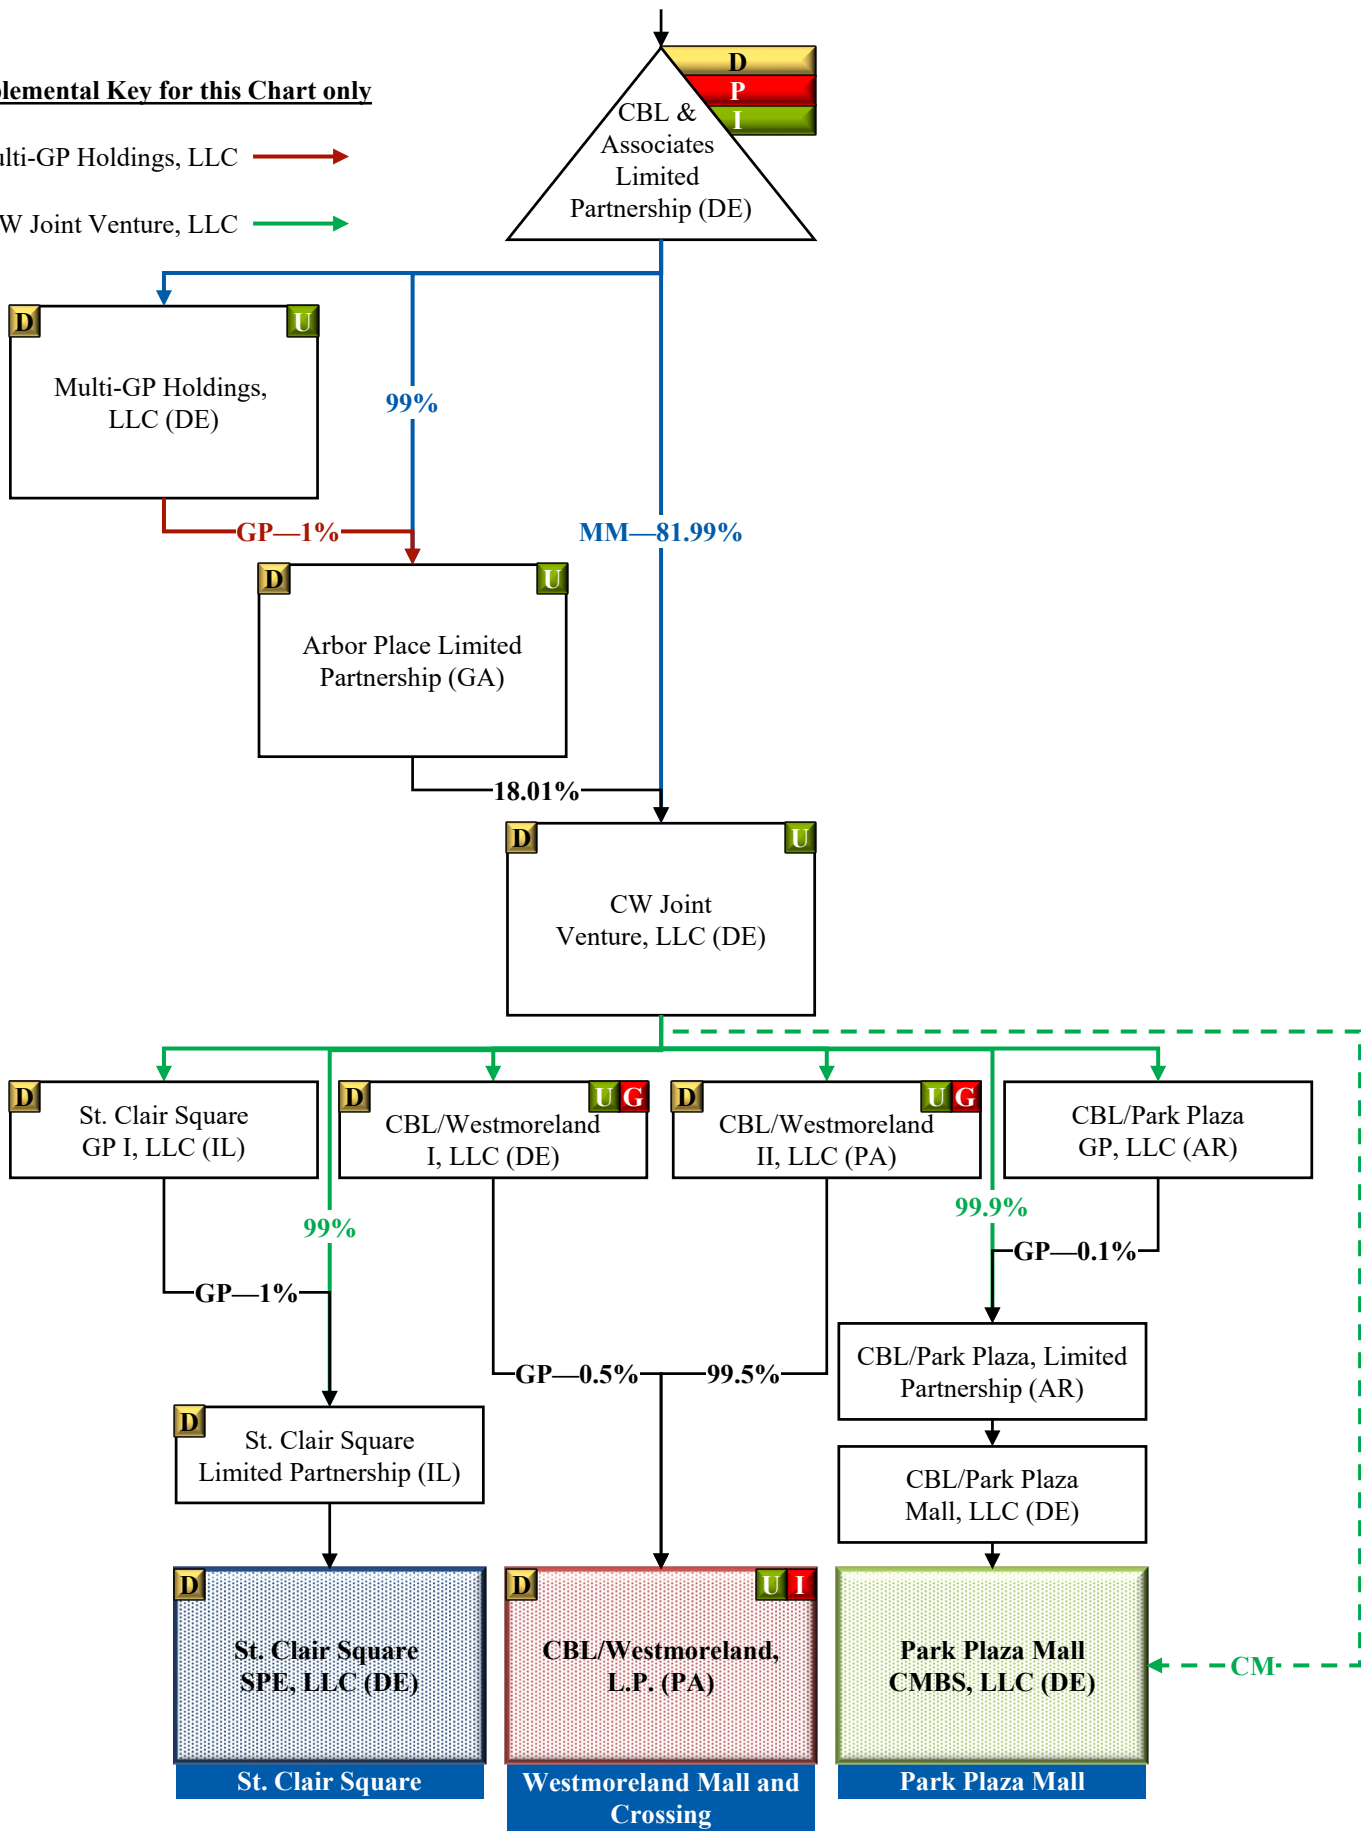 D
P
I
CBL &
Associates
Limited
Partnership (DE)
Key for this Chart only
Holdings, LLC
Joint Venture, LLC
D
U
Multi-GP Holdings,
LLC (DE)
99%
GP—1%
MM—81.99%
D
U
Arbor Place Limited
Partnership (GA)
18.01%
D
U
CW Joint
Venture, LLC (DE)
D
St. Clair Square
GP I, LLC (IL)
D
U G
CBL/Westmoreland
I, LLC (DE)
D
U G
CBL/Westmoreland
II, LLC (PA)
CBL/Park Plaza
GP, LLC (AR)
99%
99.9%
GP—1%
GP—0.1%
GP—0.5%
99.5%
CBL/Park Plaza, Limited
Partnership (AR)
D
St. Clair Square
Limited Partnership (IL)
CBL/Park Plaza
Mall, LLC (DE)
D
St. Clair Square
SPE, LLC (DE)
D
U I
CBL/Westmoreland,
L.P. (PA)
Park Plaza Mall
CMBS, LLC (DE)
CM
St. Clair Square
Westmoreland Mall and
Crossing
Park Plaza Mall